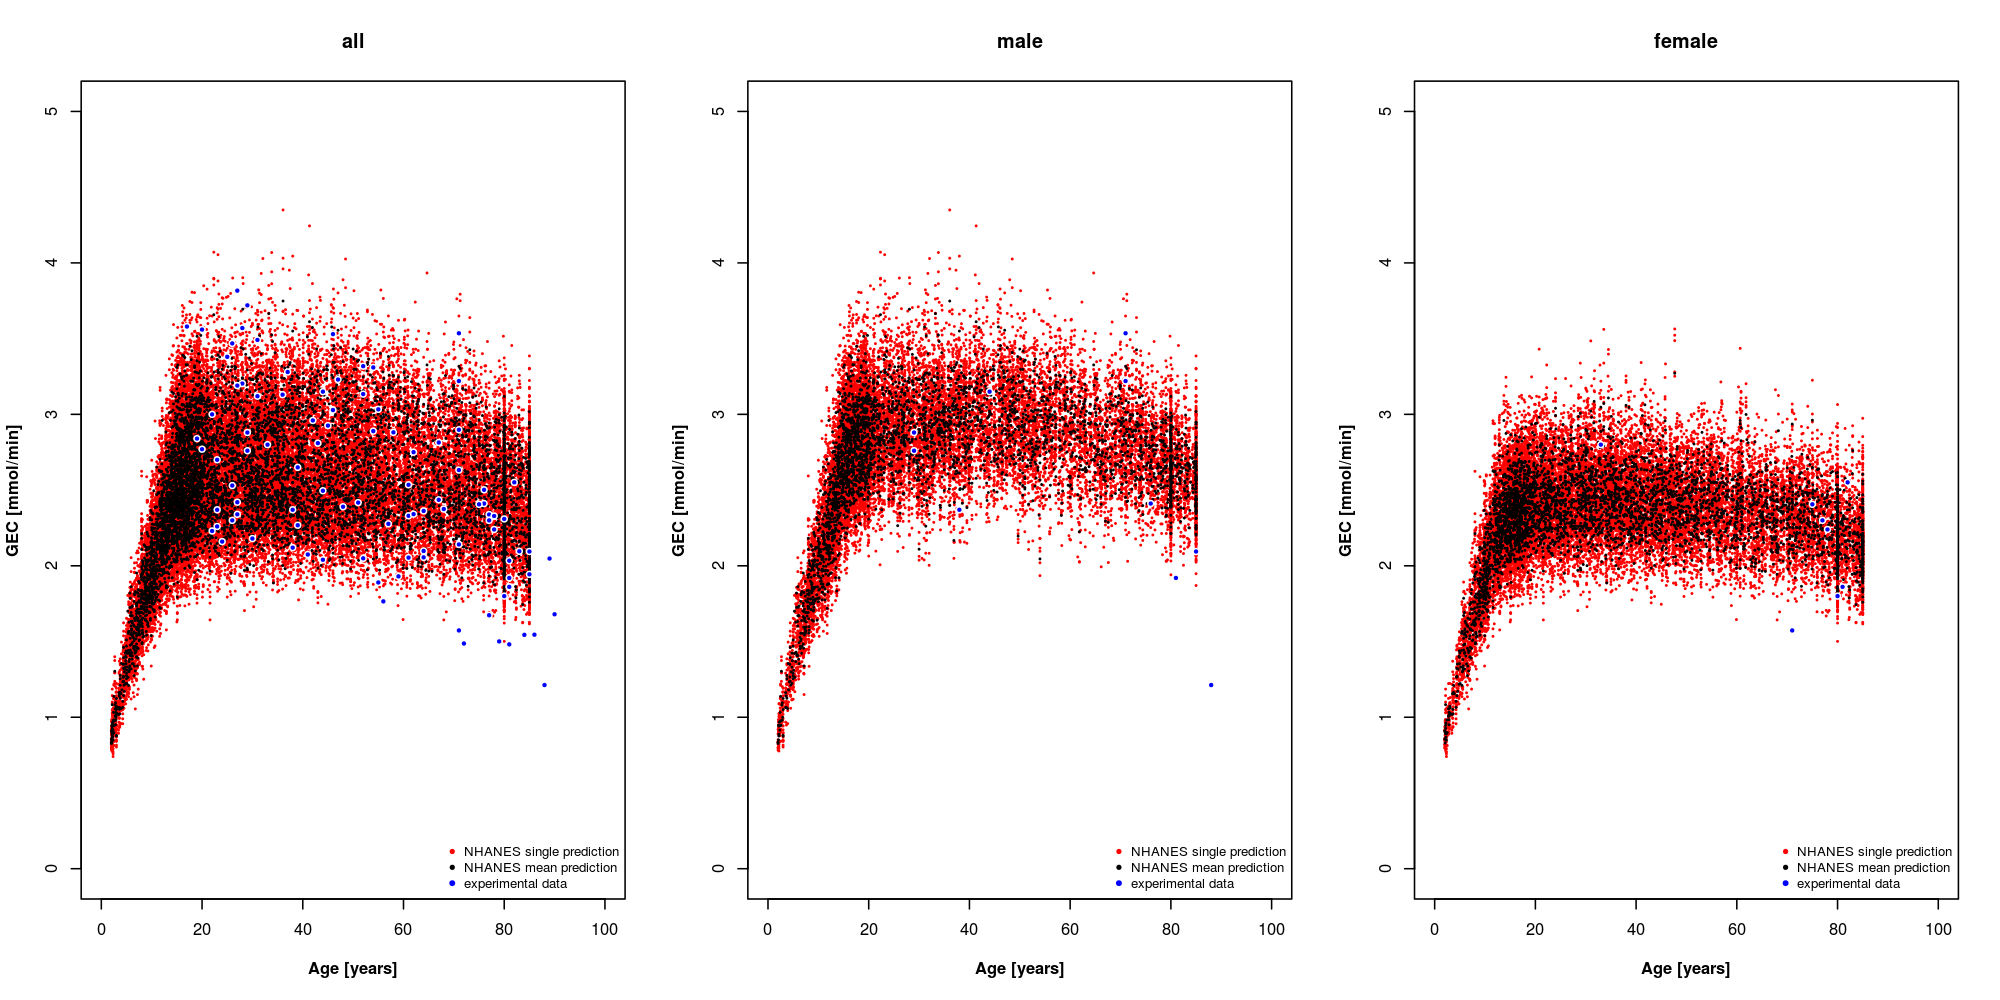 all
GEC [mmol/min]
5
4
3
2
1
0
NHANES single prediction
NHANES mean prediction
experimental data
0 20 40 60 80 100
Age [years]
male
GEC [mmol/min]
5
4
3
2
1
0
NHANES single prediction
NHANES mean prediction
experimental data
0 20 40 60 80 100
Age [years]
female
GEC [mmol/min]
5
4
3
2
1
0
NHANES single prediction
NHANES mean prediction
experimental data
0 20 40 60 80 100
Age [years]